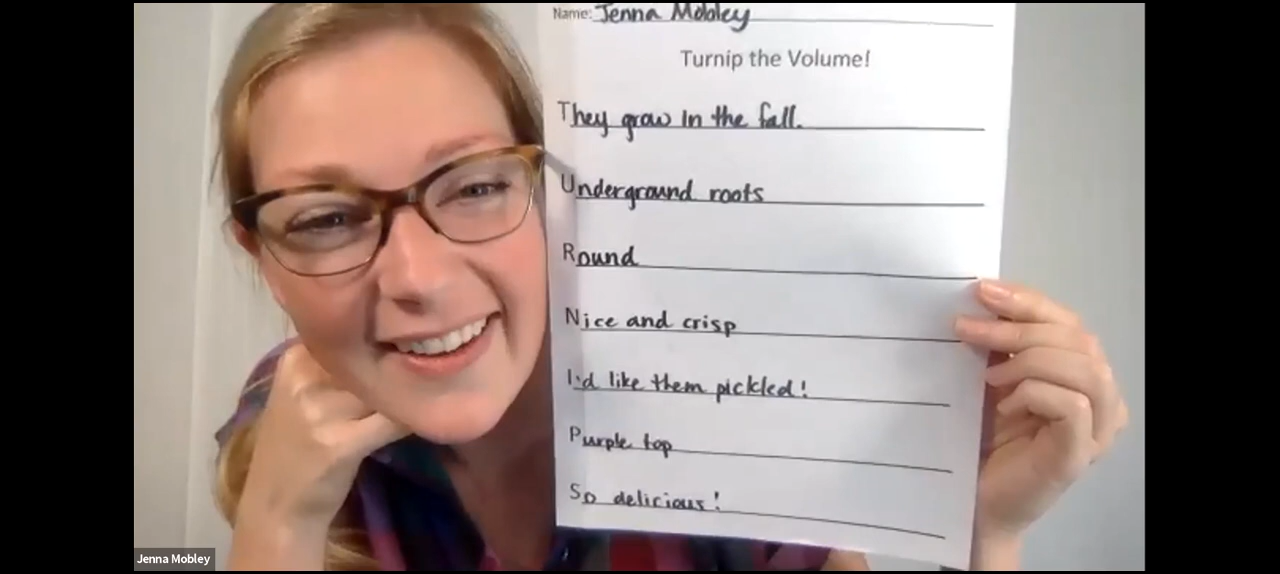 Name: Jenna Mobley
Turnip the Volume!
They grow in the fall.
Underground roots
Round
Nice and crisp
I'd like them pickled!
Purple top
So delicious!
Jenna Mobley